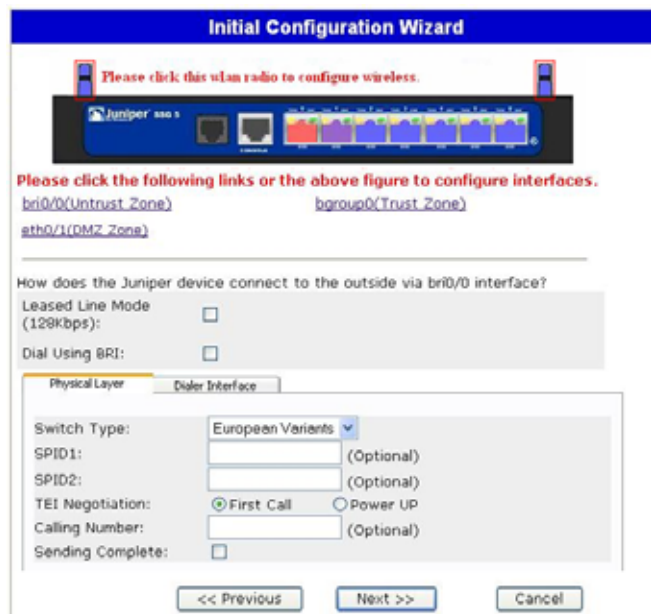 Initial Configuration Wizard
Please click this wlan radio to configure wireless.
Juniper SSG 5
Please click the following links or the above figure to configure interfaces.
bri0/0(Untrust Zone) bgroup0(Trust Zone)
eth0/1(DMZ Zone)
How does the Juniper device connect to the outside via bri0/0 interface?
Leased Line Mode
(128Kbps):
Dial Using BRI:
Physical Layer Dialer Interface
Switch Type: European Variants
SPID1: (Optional)
SPID2: (Optional)
TEI Negotiation: First Call Power UP
Calling Number: (Optional)
Sending Complete:
<< Previous Next >> Cancel